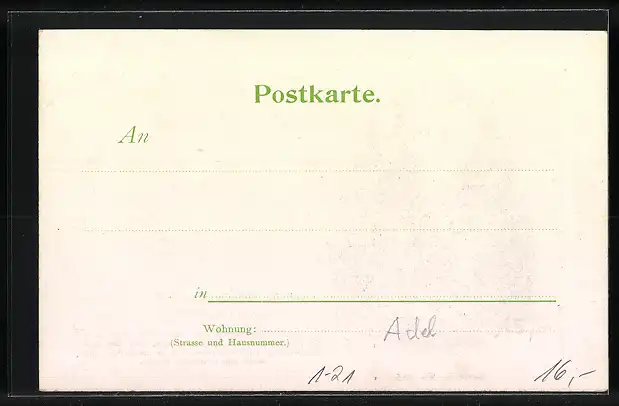 Postkarte.
An
in
Wohnung:
(Strasse und Hausnummer.)
Adel
1-21
16,-